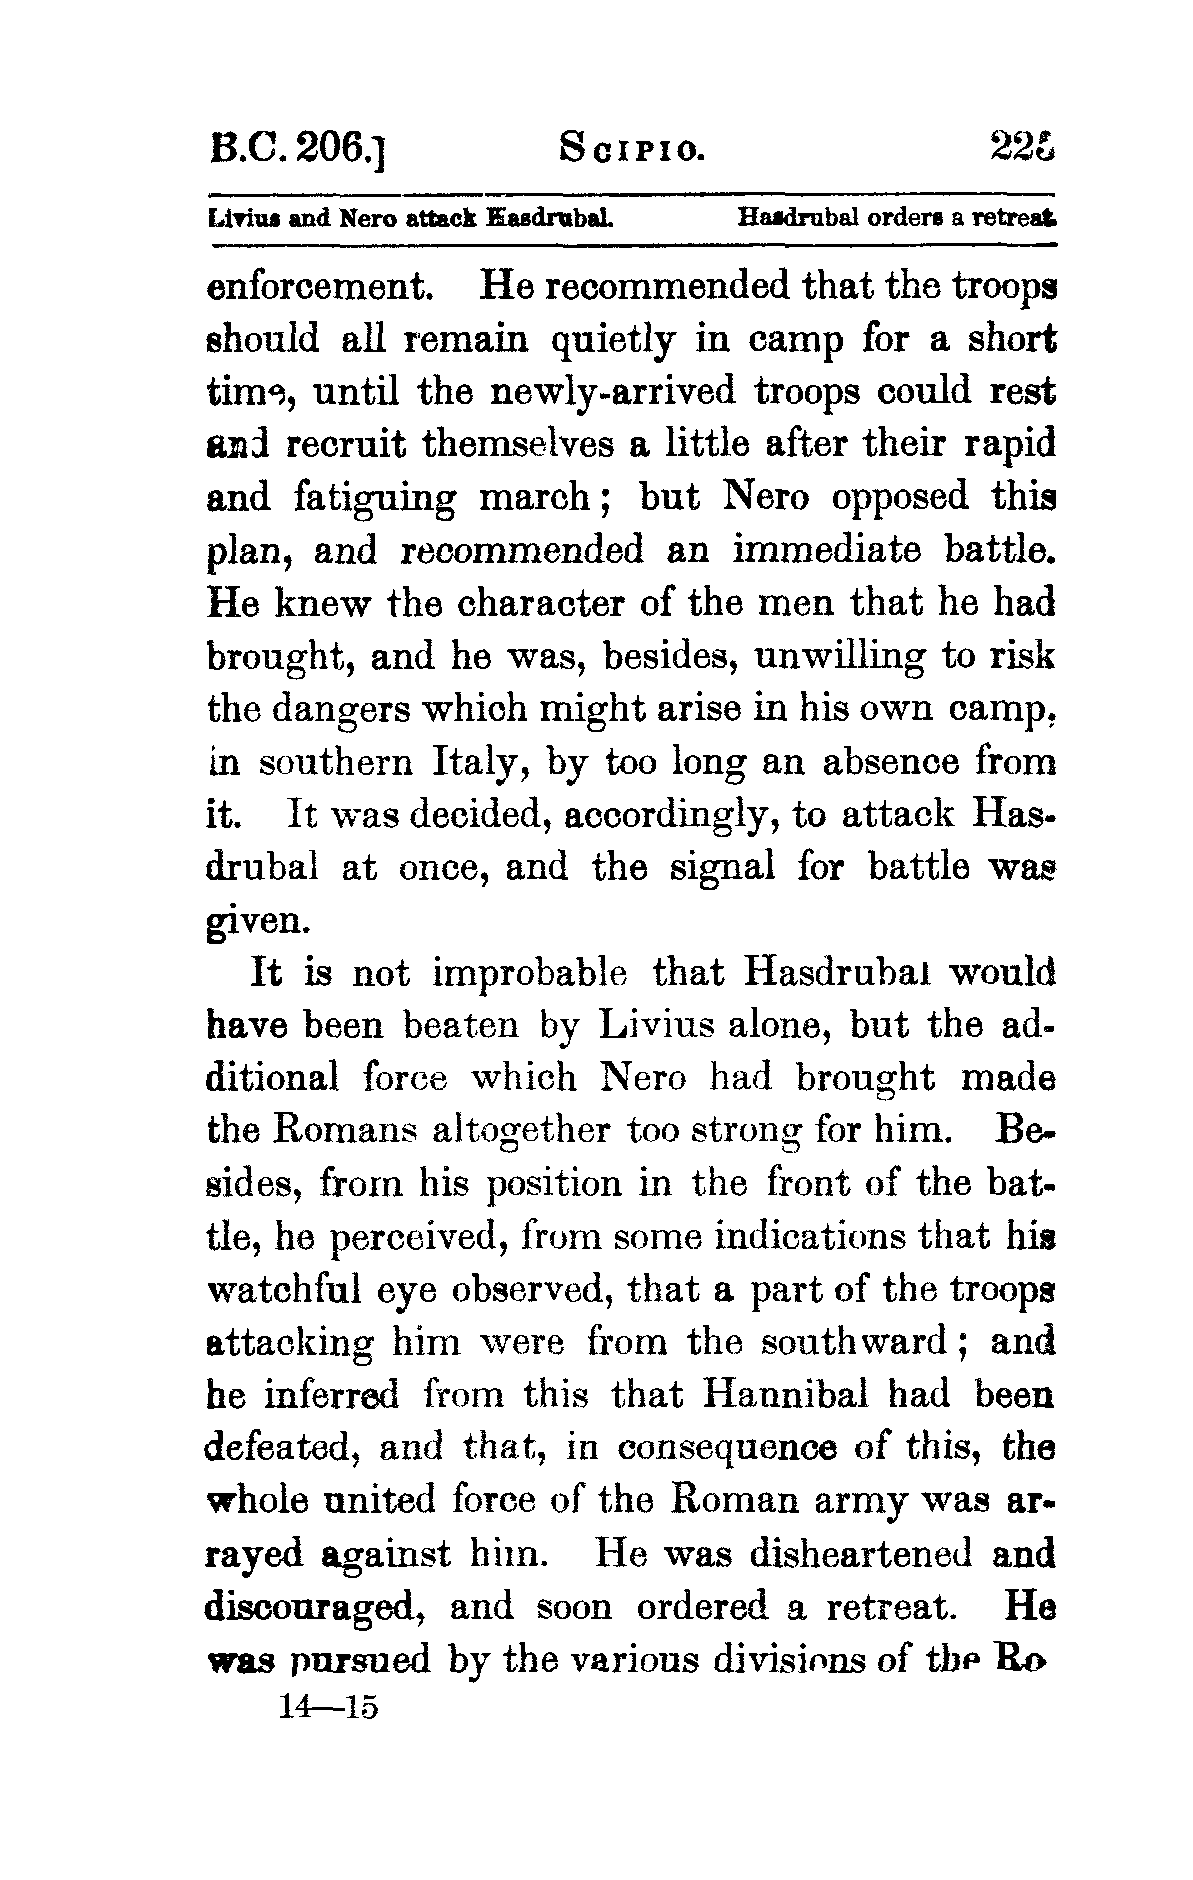 B.C. 206.] SCIPIO. 225
Livius and Nero attack Hasdrubal. Hasdrubal orders a retreat.
enforcement. He recommended that the troops
should all remain quietly in camp for a short
time, until the newly-arrived troops could rest
and recruit themselves a little after their rapid
and fatiguing march; but Nero opposed this
plan, and recommended an immediate battle.
He knew the character of the men that he had
brought, and he was, besides, unwilling to risk
the dangers which might arise in his own camp,
in southern Italy, by too long an absence from
it. It was decided, accordingly, to attack Has-
drubal at once, and the signal for battle was
given.
It is not improbable that Hasdrubal would
have been beaten by Livius alone, but the ad-
ditional force which Nero had brought made
the Romans altogether too strong for him. Be-
sides, from his position in the front of the bat-
tle, he perceived, from some indications that his
watchful eye observed, that a part of the troops
attacking him were from the southward; and
he inferred from this that Hannibal had been
defeated, and that, in consequence of this, the
whole united force of the Roman army was ar-
rayed against him. He was disheartened and
discouraged, and soon ordered a retreat. He
was pursued by the various divisions of the Ro
14—15